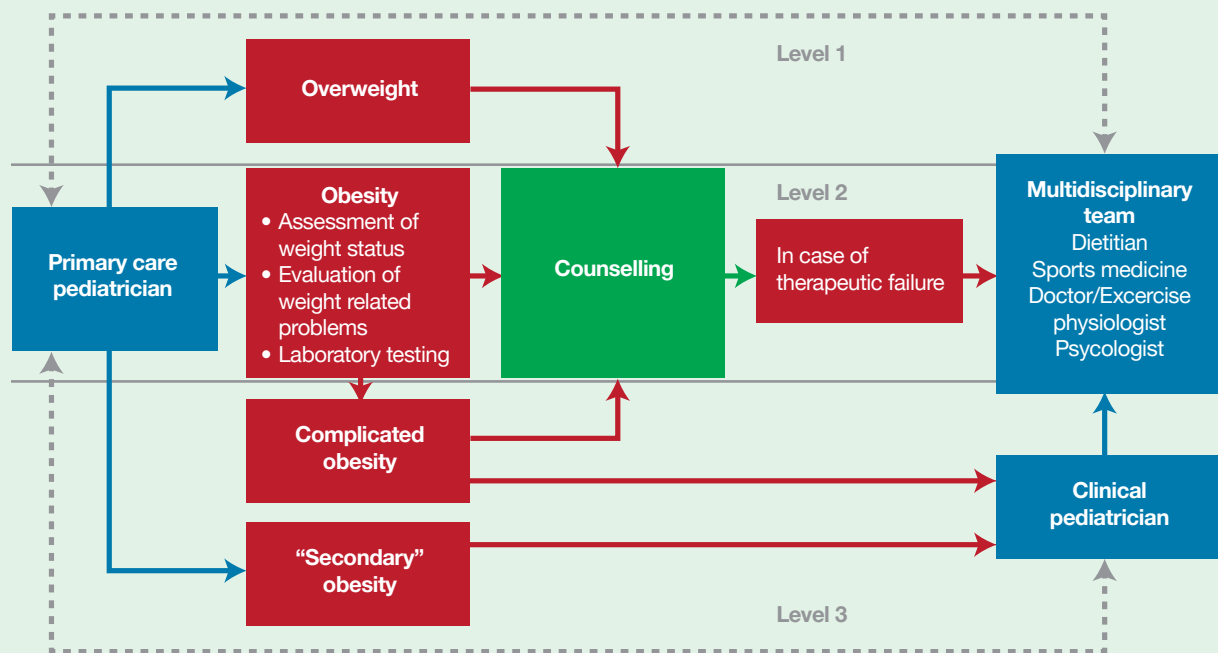 Level 1
Overweight
Primary care
pediatrician
Obesity
• Assessment of
weight status
• Evaluation of
weight related
problems
• Laboratory testing
Counselling
Level 2
In case of
therapeutic failure
Multidisciplinary
team
Dietitian
Sports medicine
Doctor/Excercise
physiologist
Psycologist
Complicated
obesity
Clinical
pediatrician
“Secondary”
obesity
Level 3